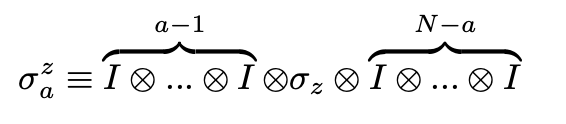 a−1 N−a
σ_a^z ≡ I ⊗ ... ⊗ I ⊗σ_z ⊗ I ⊗ ... ⊗ I